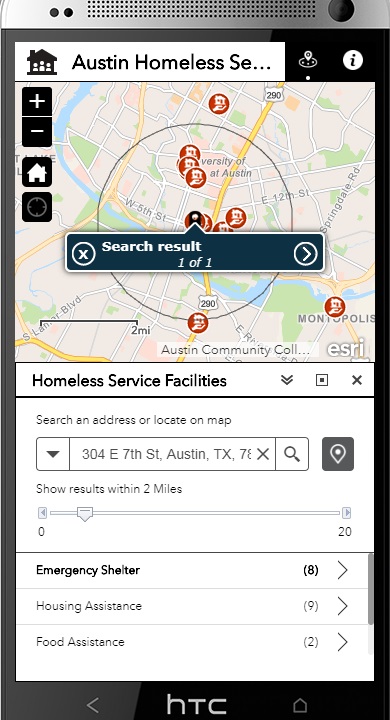 Austin Homeless Se...
290
versity of
at Austin
E-12th-St
W-5th-St
Springdale-Rd
Search result
1 of 1
290
S-Lamar-Blvd
2mi
MONTOPOLIS
Austin Community Coll...
esri
Homeless Service Facilities
Search an address or locate on map
304 E 7th St, Austin, TX, 78
Show results within 2 Miles
0 20
Emergency Shelter (8)
Housing Assistance (9)
Food Assistance (2)
hTC